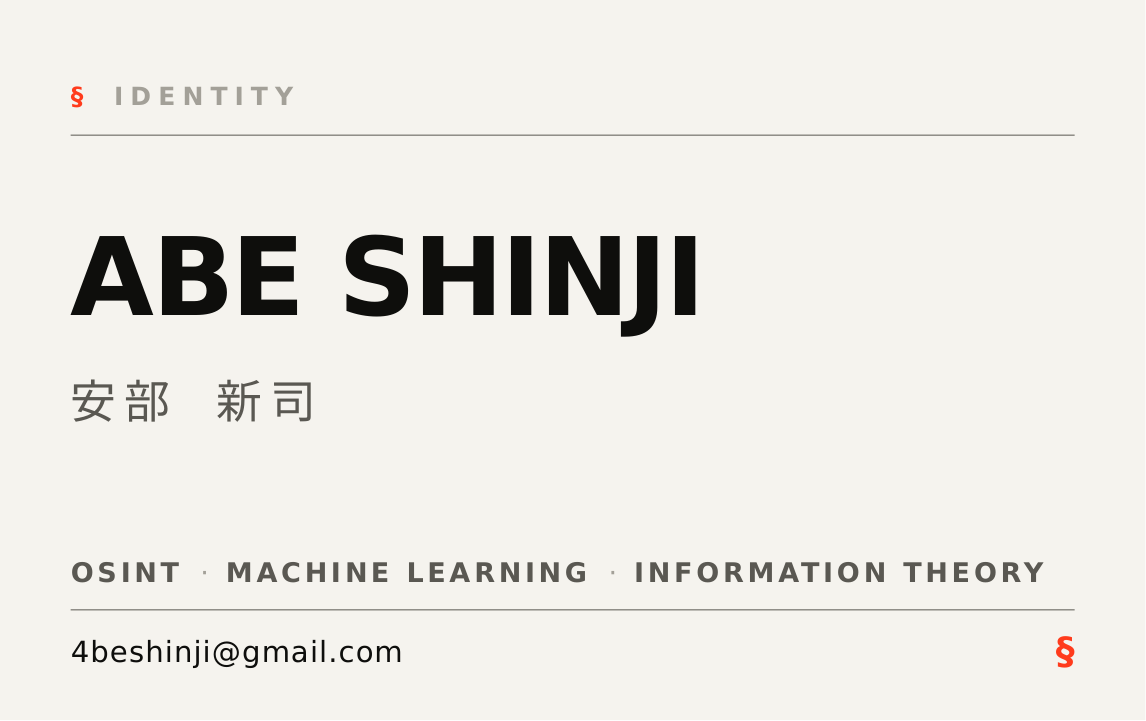 § IDENTITY
ABE SHINJI
安部 新司
OSINT · MACHINE LEARNING · INFORMATION THEORY
4beshinji@gmail.com §